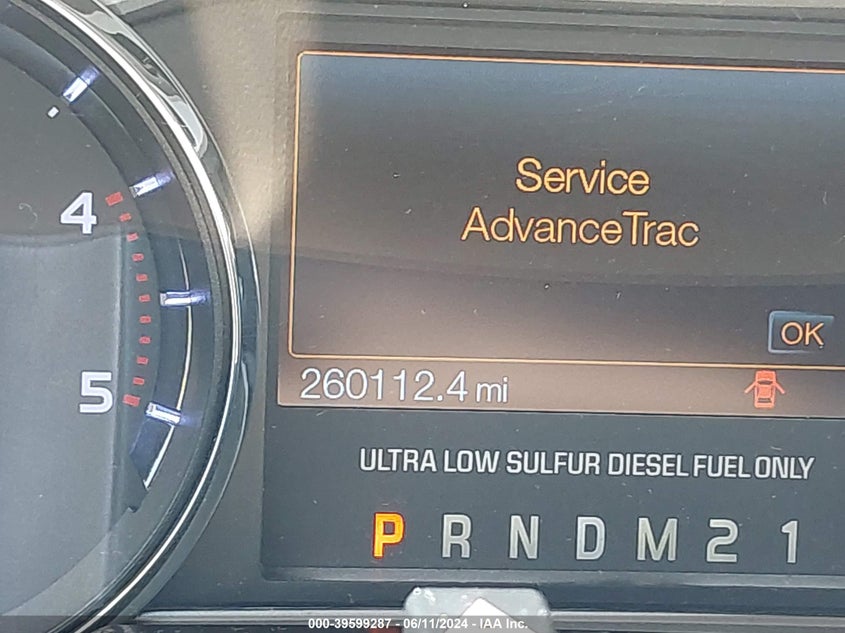 4
5
Service
AdvanceTrac
OK
260112.4 mi
ULTRA LOW SULFUR DIESEL FUEL ONLY
P R N D M 2 1
000-39599287 - 06/11/2024 - IAA Inc.